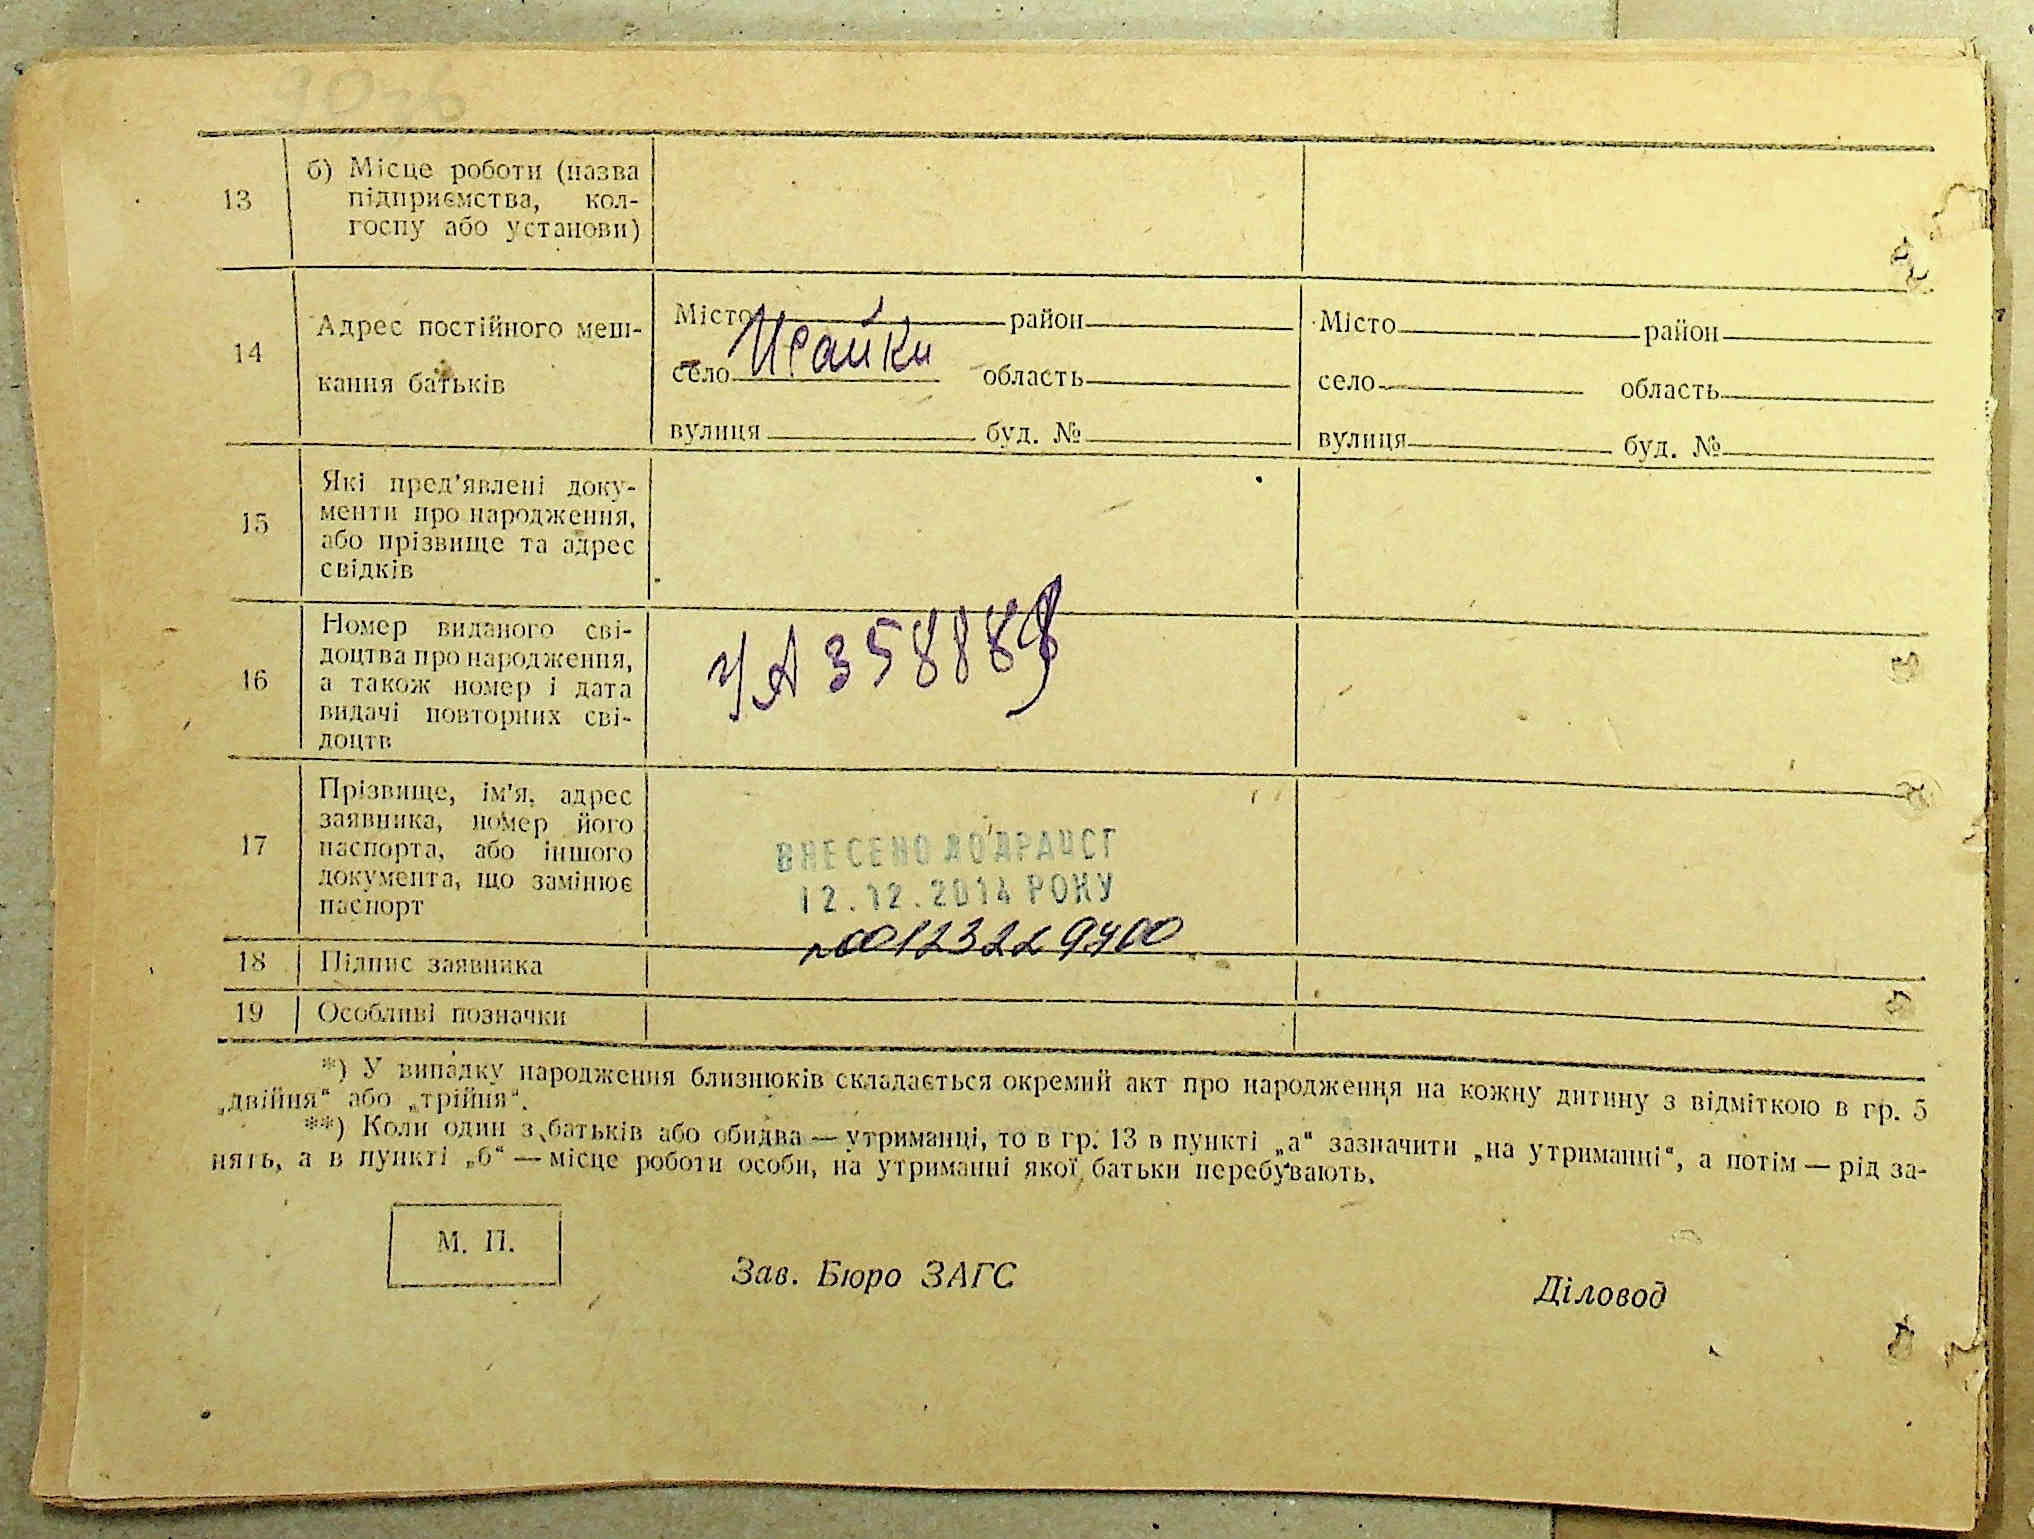 13
б) Місце роботи (назва
підприємства, кол-
госпу або установи)
14
Адрес постійного меш-
кання батьків
Місто район
село Исайки область
вулиця буд. №
Місто район
село область
вулиця буд. №
15
Які пред'явлені доку-
менти про народження,
або прізвище та адрес
свідків
16
Номер виданого сві-
доцтва про народження,
а також номер і дата
видачі повторних сві-
доцтв
УА 358889
17
Прізвище, ім'я, адрес
заявника, номер його
паспорта, або іншого
документа, що замінює
паспорт
ВНЕСЕНО ДО ДРАЦСГ
12.12.2014 РОКУ
18
Підпис заявника
19
Особливі позначки
*) У випадку народження близнюків складається окремий акт про народження на кожну дитину з відміткою в гр. 5
„двійня“ або „трійня“.
**) Коли один з батьків або обидва — утриманці, то в гр. 13 в пункті „а“ зазначити „на утриманні“, а потім — рід за-
нять, а в пункті „б“ — місце роботи особи, на утриманні якої батьки перебувають.
М. П.
Зав. Бюро ЗАГС
Діловод